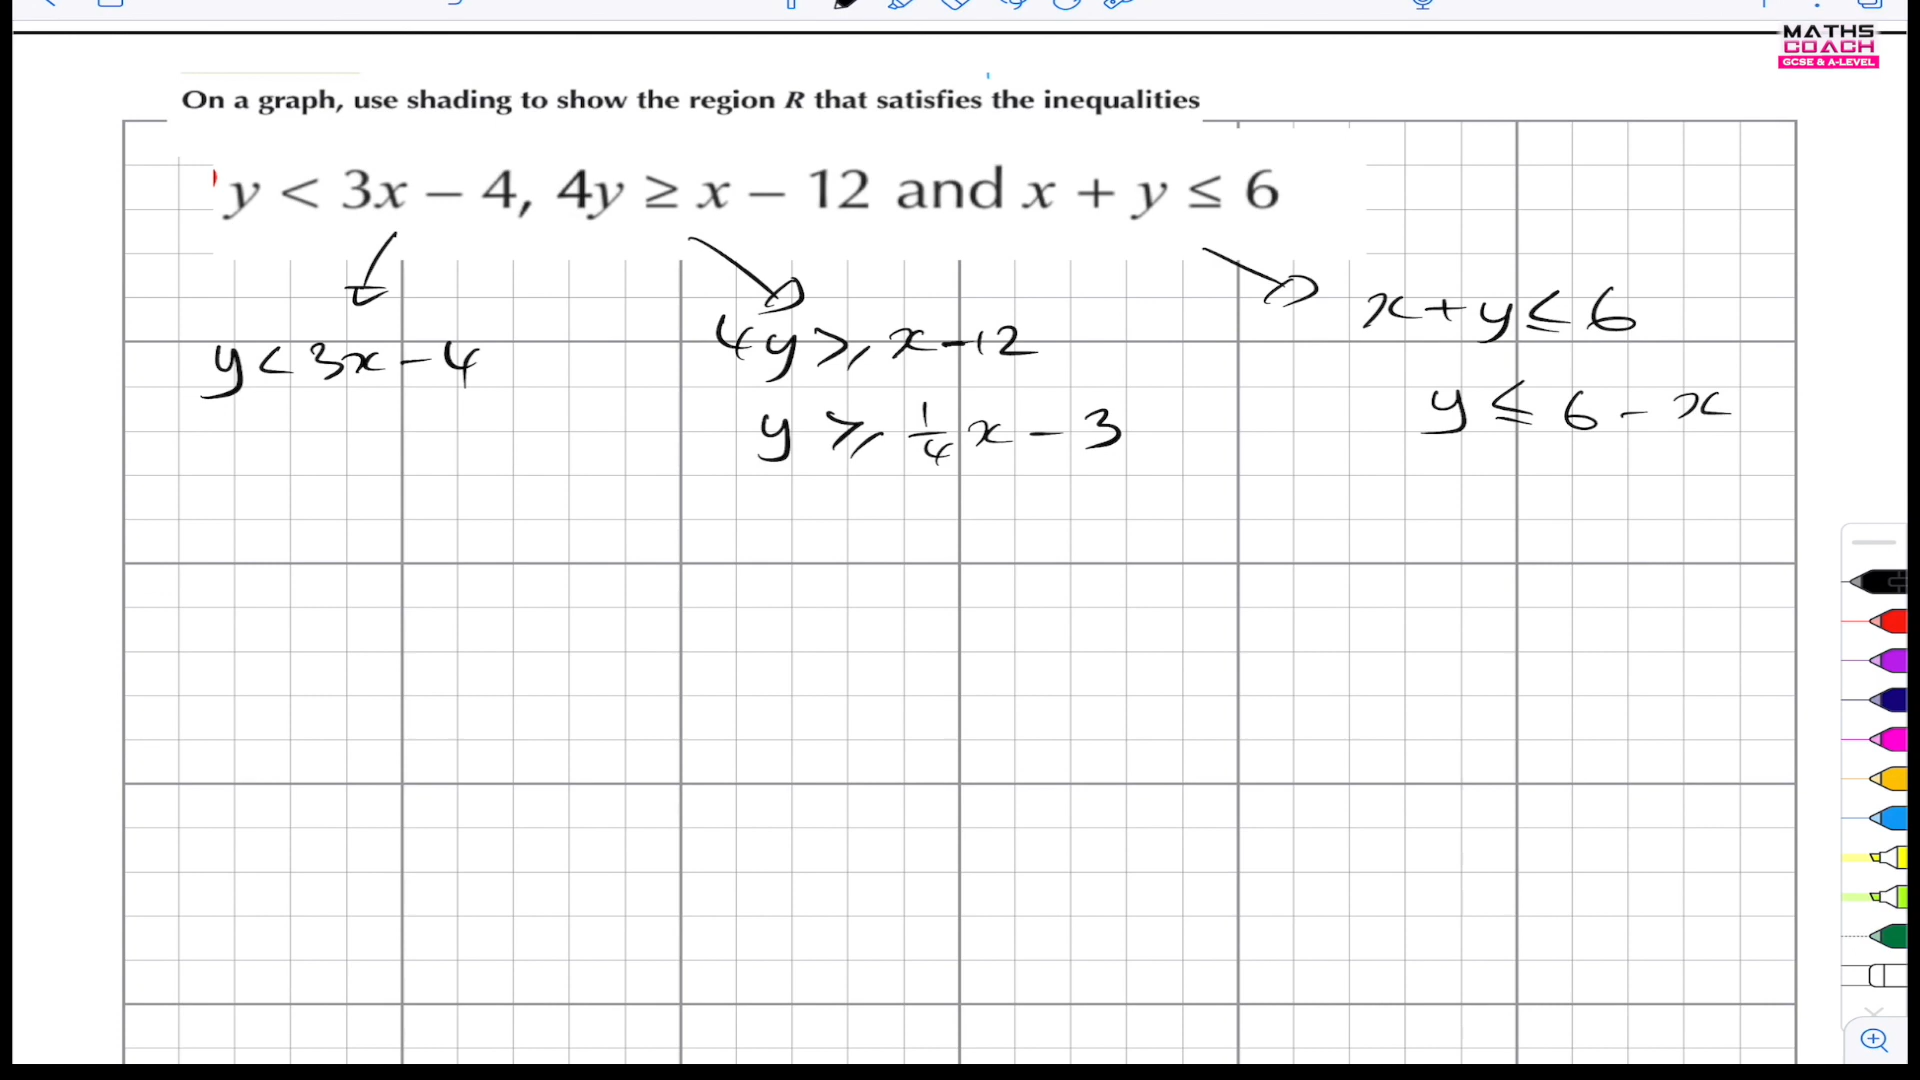 MATHS
COACH
GCSE & A-LEVEL
On a graph, use shading to show the region R that satisfies the inequalities
y < 3x – 4, 4y ≥ x – 12 and x + y ≤ 6
y < 3x – 4
4y ≥ x – 12
y ≥ 1/4 x – 3
x + y ≤ 6
y ≤ 6 – x